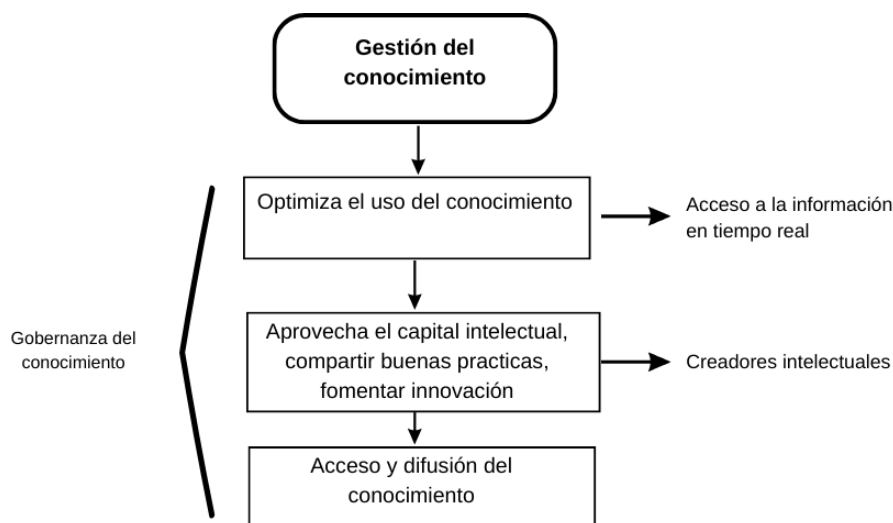 Gestión del
conocimiento
Optimiza el uso del conocimiento
Acceso a la información
en tiempo real
Gobernanza del
conocimiento
Aprovecha el capital intelectual,
compartir buenas practicas,
fomentar innovación
Creadores intelectuales
Acceso y difusión del
conocimiento